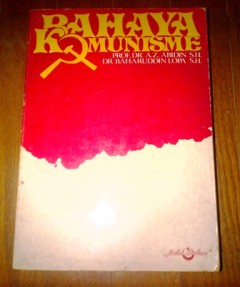 BAHAYA
KOMUNISME
PROF. DR. A.Z. ABIDIN S.H.
DR. BAHARUDDIN LOPA S.H.